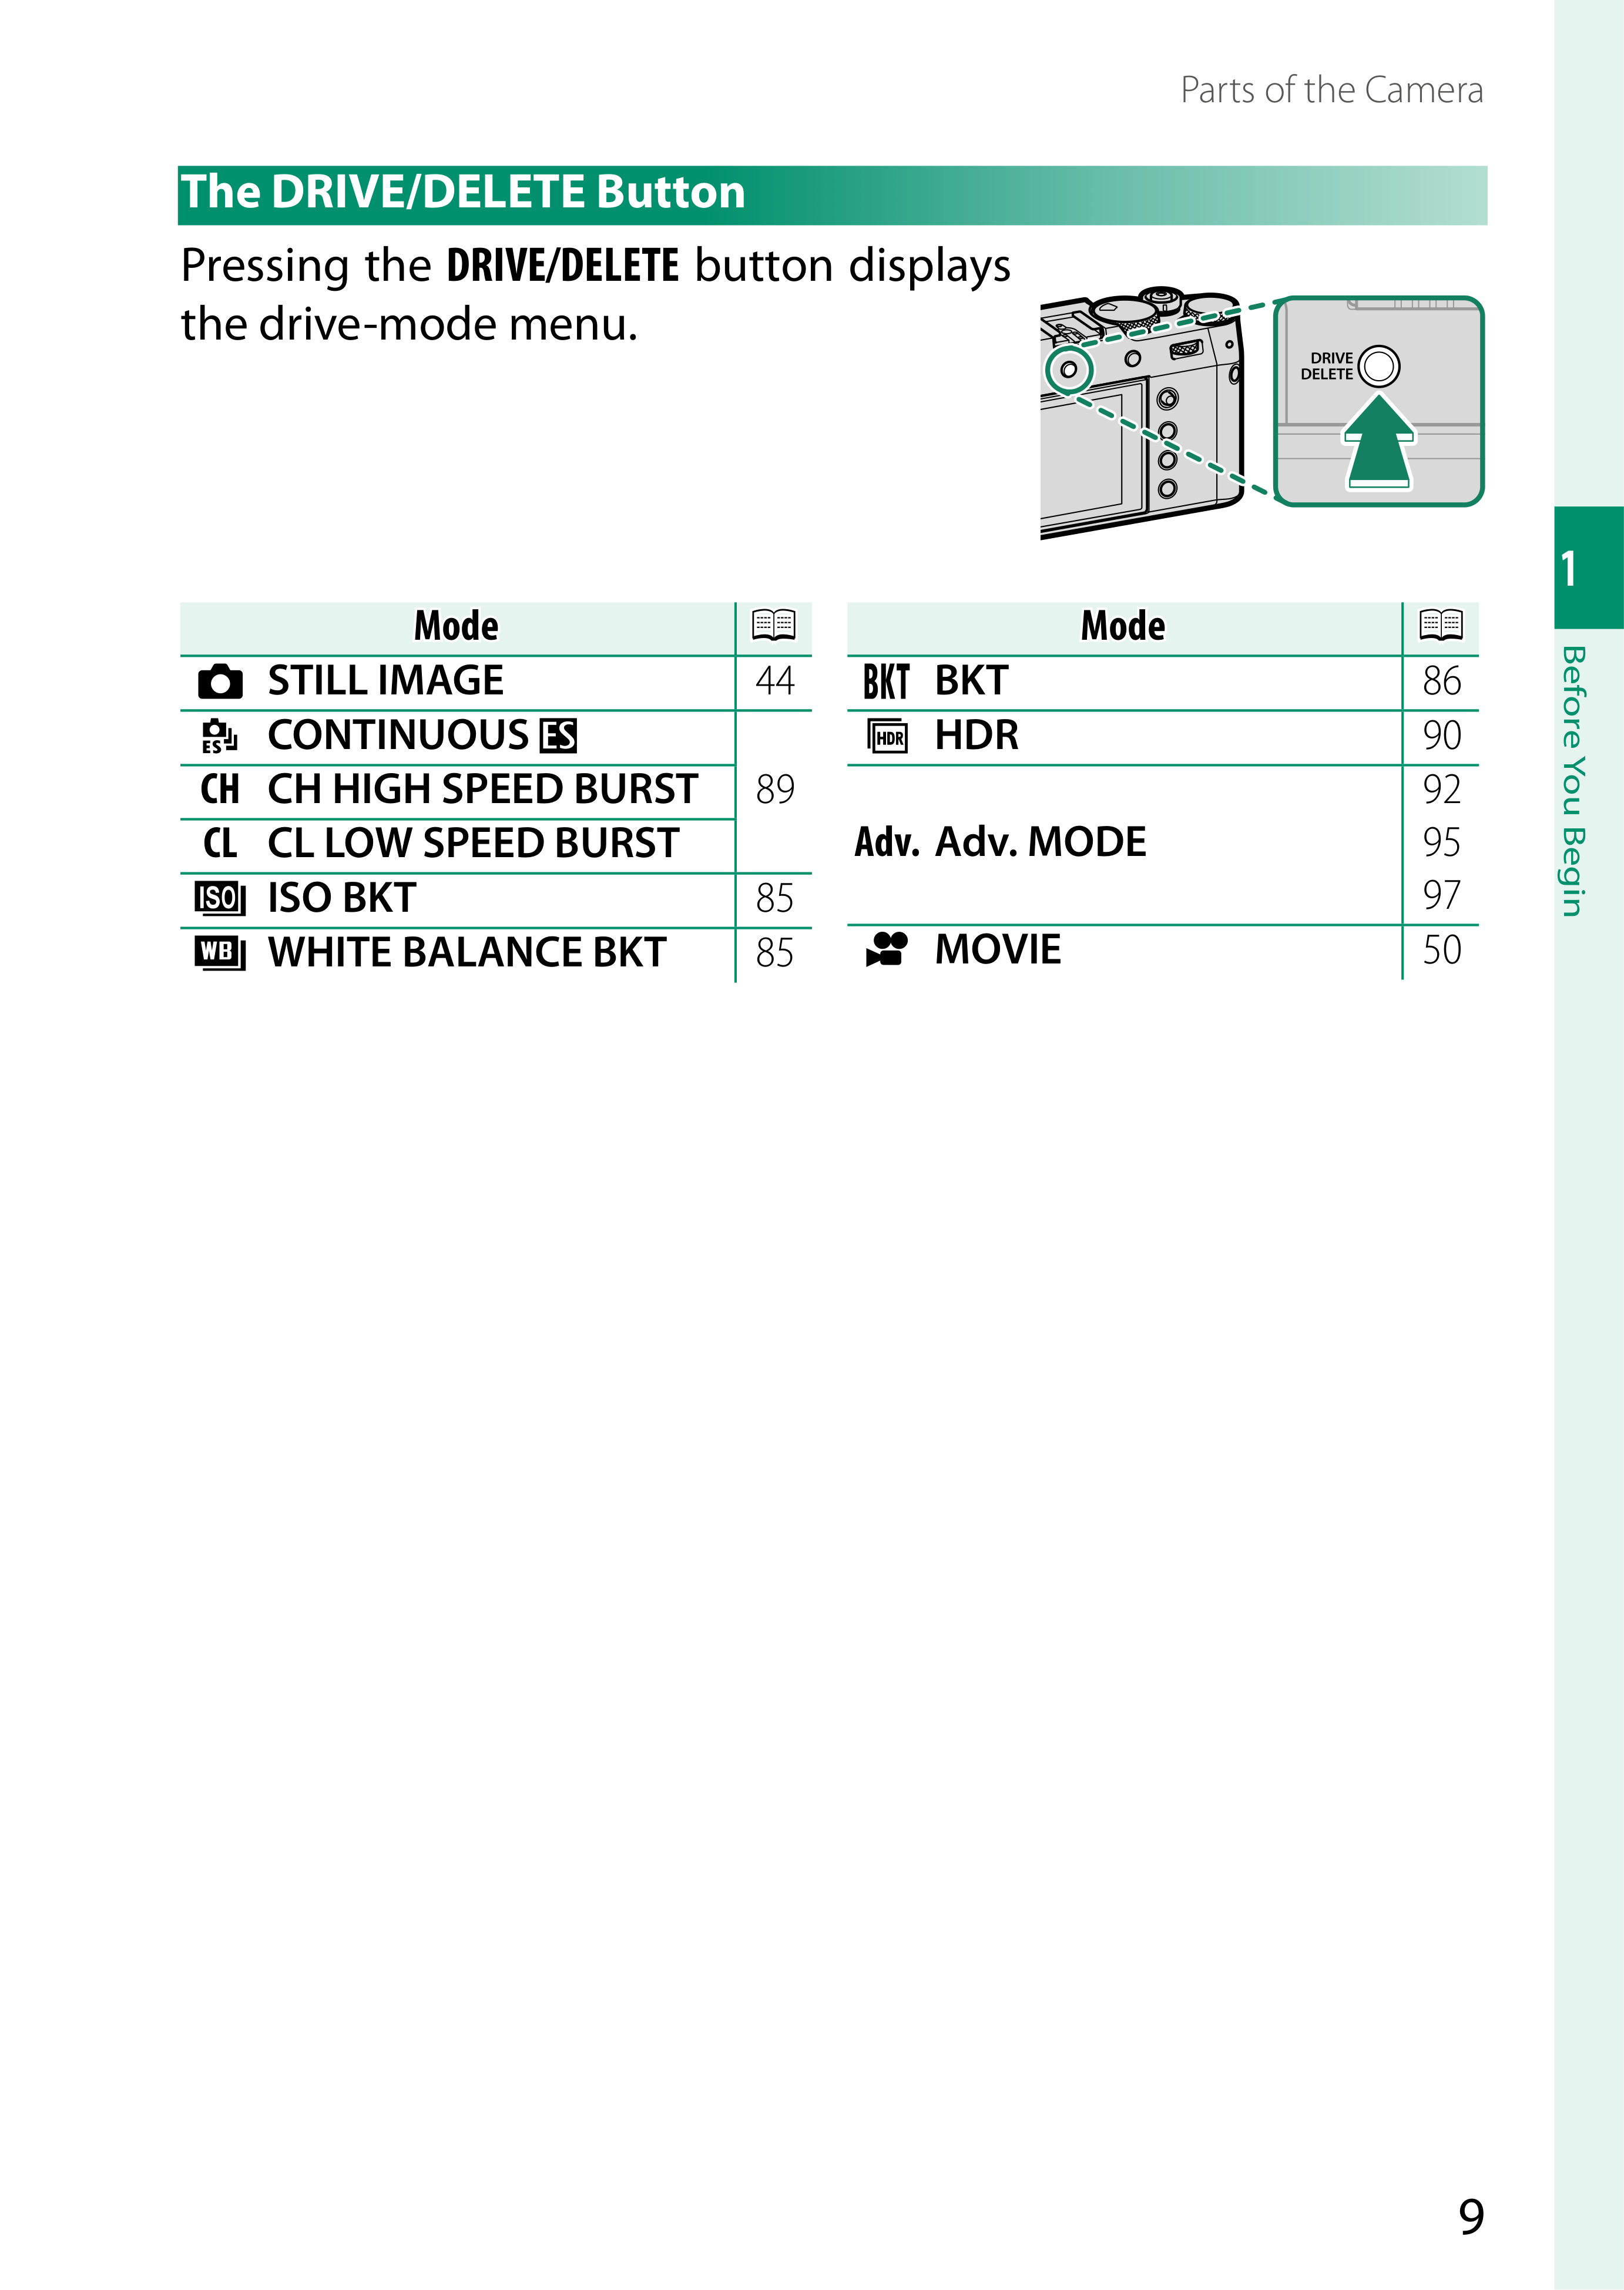 Parts of the Camera
The DRIVE/DELETE Button
Pressing the DRIVE/DELETE button displays
the drive-mode menu.
DRIVE
DELETE
Mode
STILL IMAGE 44
ES CONTINUOUS ES
CH CH HIGH SPEED BURST 89
CL CL LOW SPEED BURST
ISO ISO BKT 85
WB WHITE BALANCE BKT 85
Mode
BKT BKT 86
HDR HDR 90
92
Adv. Adv. MODE 95
97
MOVIE 50
1
Before You Begin
9